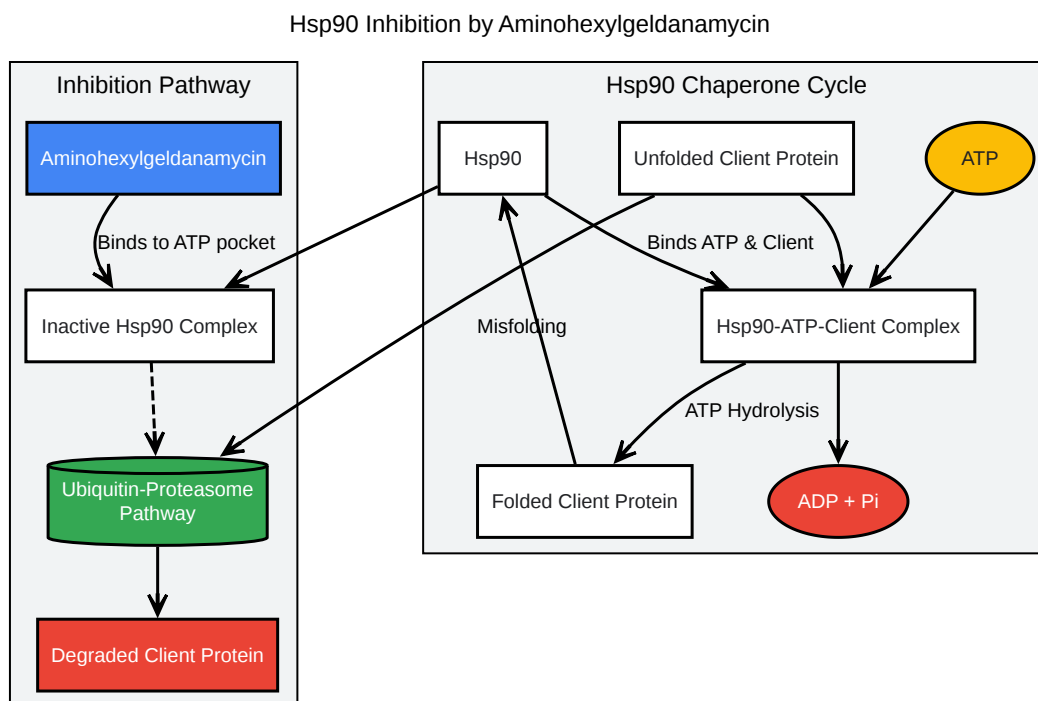 Hsp90 Inhibition by Aminohexylgeldanamycin
Inhibition Pathway
Aminohexylgeldanamycin
Binds to ATP pocket
Inactive Hsp90 Complex
Ubiquitin-Proteasome
Pathway
Degraded Client Protein
Hsp90 Chaperone Cycle
Hsp90
Unfolded Client Protein
ATP
Binds ATP & Client
Misfolding
Hsp90-ATP-Client Complex
ATP Hydrolysis
Folded Client Protein
ADP + Pi